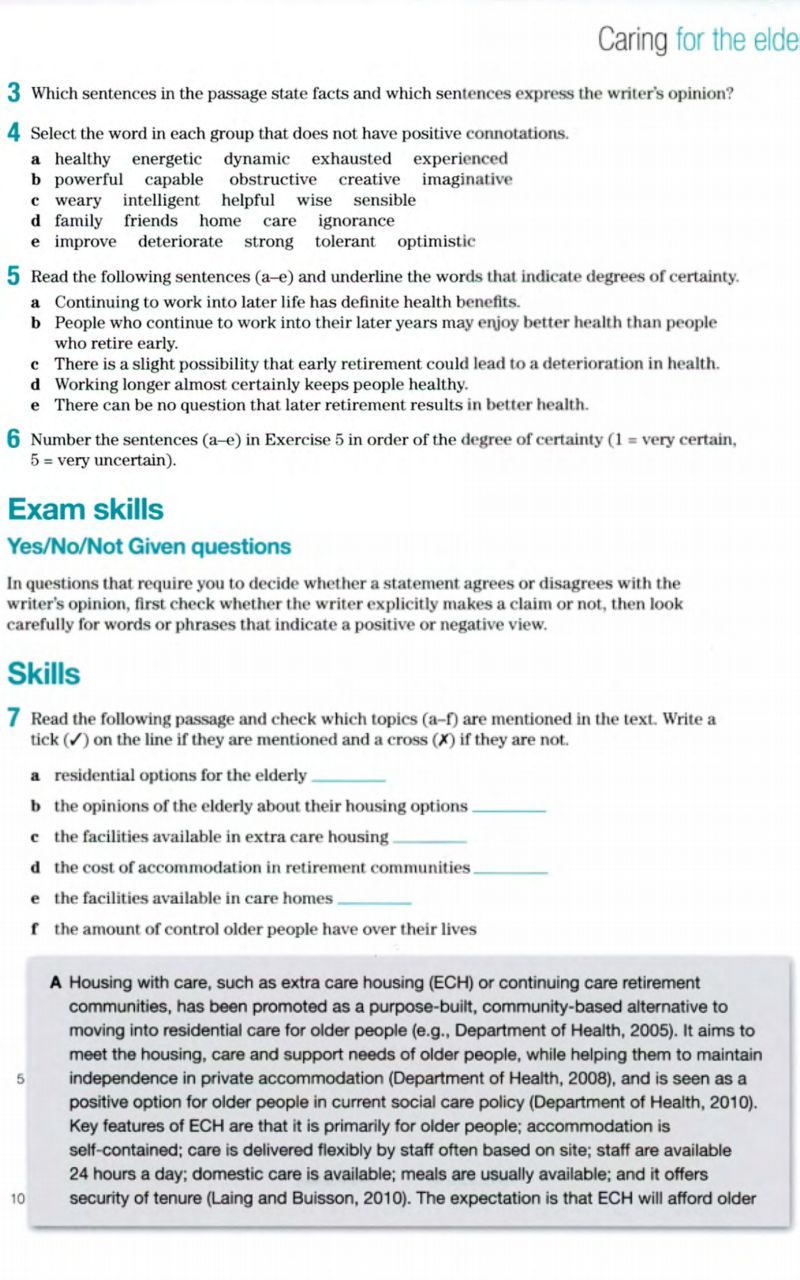 Caring for the elde
3 Which sentences in the passage state facts and which sentences express the writer's opinion?
4 Select the word in each group that does not have positive connotations.
a healthy energetic dynamic exhausted experienced
b powerful capable obstructive creative imaginative
c weary intelligent helpful wise sensible
d family friends home care ignorance
e improve deteriorate strong tolerant optimistic
5 Read the following sentences (a–e) and underline the words that indicate degrees of certainty.
a Continuing to work into later life has definite health benefits.
b People who continue to work into their later years may enjoy better health than people
who retire early.
c There is a slight possibility that early retirement could lead to a deterioration in health.
d Working longer almost certainly keeps people healthy.
e There can be no question that later retirement results in better health.
6 Number the sentences (a–e) in Exercise 5 in order of the degree of certainty (1 = very certain,
5 = very uncertain).
Exam skills
Yes/No/Not Given questions
In questions that require you to decide whether a statement agrees or disagrees with the
writer's opinion, first check whether the writer explicitly makes a claim or not, then look
carefully for words or phrases that indicate a positive or negative view.
Skills
7 Read the following passage and check which topics (a–f) are mentioned in the text. Write a
tick (✓) on the line if they are mentioned and a cross (✗) if they are not.
a residential options for the elderly
b the opinions of the elderly about their housing options
c the facilities available in extra care housing
d the cost of accommodation in retirement communities
e the facilities available in care homes
f the amount of control older people have over their lives
A Housing with care, such as extra care housing (ECH) or continuing care retirement
communities, has been promoted as a purpose-built, community-based alternative to
moving into residential care for older people (e.g., Department of Health, 2005). It aims to
meet the housing, care and support needs of older people, while helping them to maintain
5 independence in private accommodation (Department of Health, 2008), and is seen as a
positive option for older people in current social care policy (Department of Health, 2010).
Key features of ECH are that it is primarily for older people; accommodation is
self-contained; care is delivered flexibly by staff often based on site; staff are available
24 hours a day; domestic care is available; meals are usually available; and it offers
10 security of tenure (Laing and Buisson, 2010). The expectation is that ECH will afford older